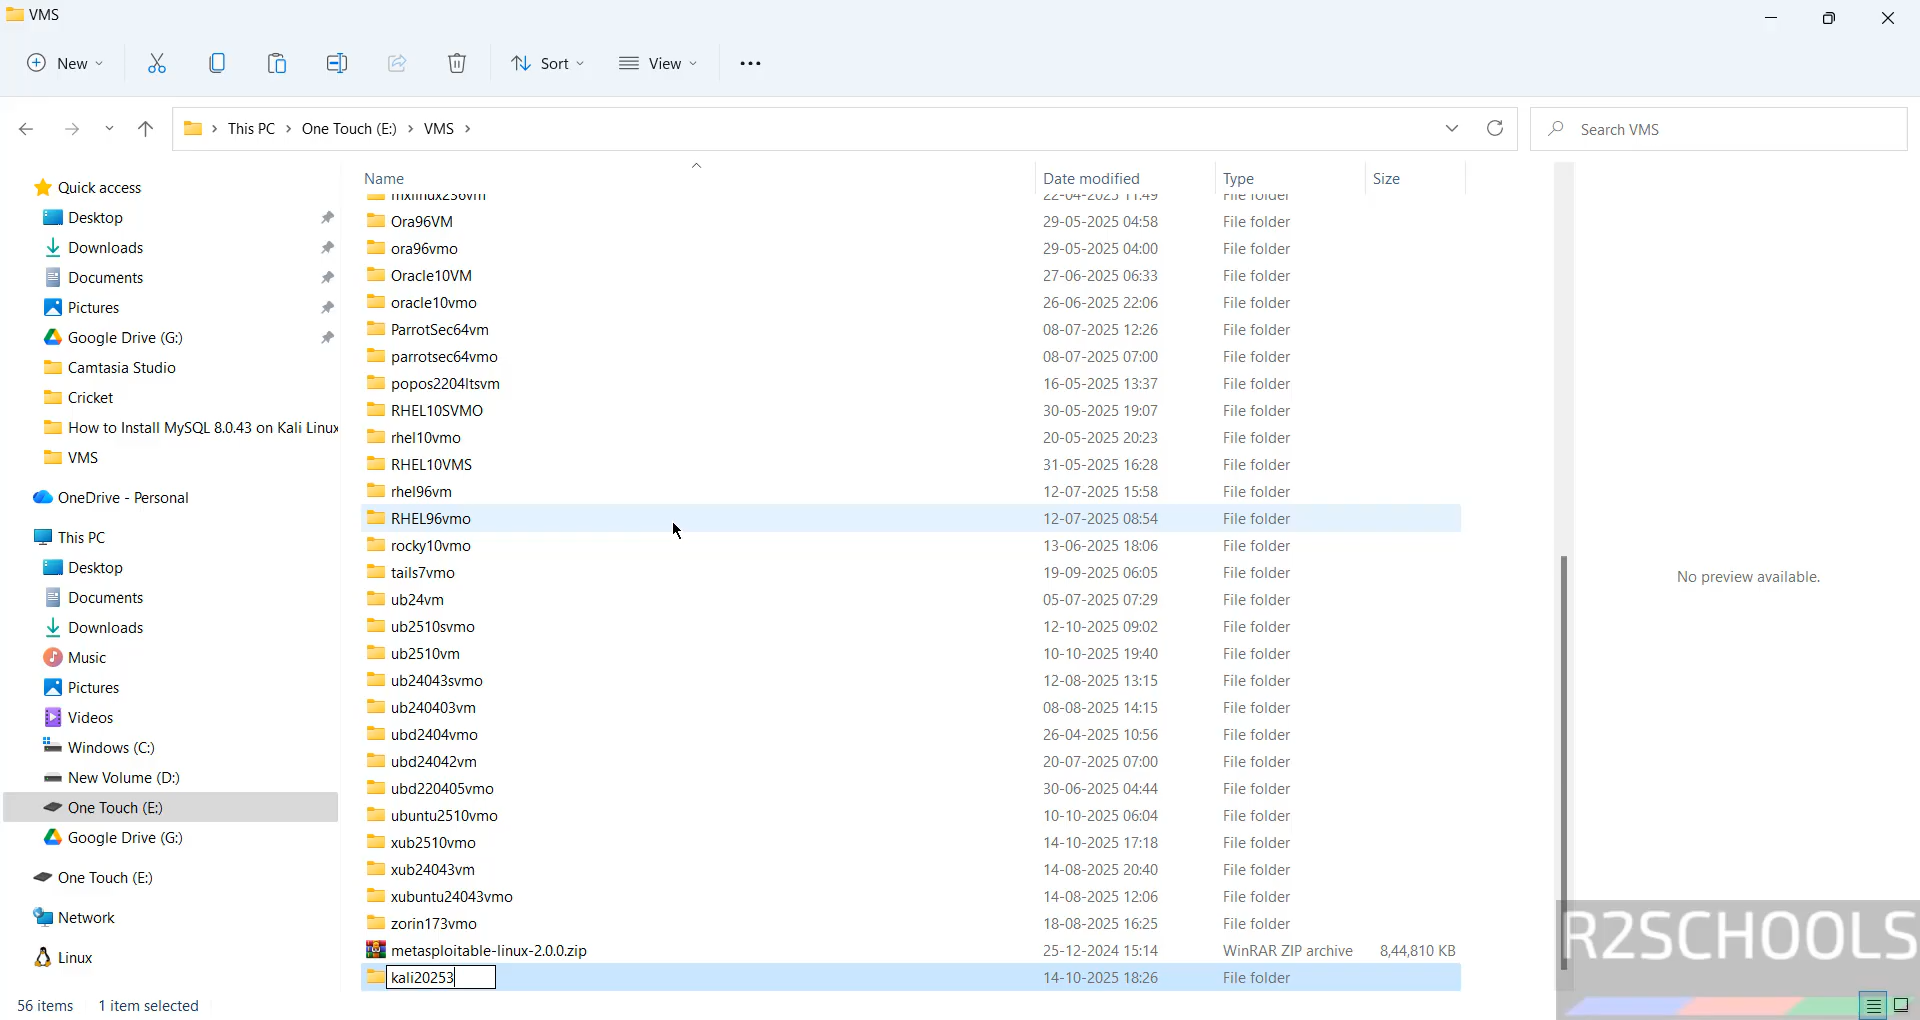 VMS
New
Sort
View
This PC > One Touch (E:) > VMS >
Search VMS
Name Date modified Type Size
Quick access
Desktop
Downloads
Documents
Pictures
Google Drive (G:)
Camtasia Studio
Cricket
How to Install MySQL 8.0.43 on Kali Linux
VMS
OneDrive - Personal
This PC
Desktop
Documents
Downloads
Music
Pictures
Videos
Windows (C:)
New Volume (D:)
One Touch (E:)
Google Drive (G:)
One Touch (E:)
Network
Linux
mxlinux236vm 22-04-2025 11:49 File folder
Ora96VM 29-05-2025 04:58 File folder
ora96vmo 29-05-2025 04:00 File folder
Oracle10VM 27-06-2025 06:33 File folder
oracle10vmo 26-06-2025 22:06 File folder
ParrotSec64vm 08-07-2025 12:26 File folder
parrotsec64vmo 08-07-2025 07:00 File folder
popos2204ltsvm 16-05-2025 13:37 File folder
RHEL10SVMO 30-05-2025 19:07 File folder
rhel10vmo 20-05-2025 20:23 File folder
RHEL10VMS 31-05-2025 16:28 File folder
rhel96vm 12-07-2025 15:58 File folder
RHEL96vmo 12-07-2025 08:54 File folder
rocky10vmo 13-06-2025 18:06 File folder
tails7vmo 19-09-2025 06:05 File folder
ub24vm 05-07-2025 07:29 File folder
ub2510svmo 12-10-2025 09:02 File folder
ub2510vm 10-10-2025 19:40 File folder
ub24043svmo 12-08-2025 13:15 File folder
ub240403vm 08-08-2025 14:15 File folder
ubd2404vmo 26-04-2025 10:56 File folder
ubd24042vm 20-07-2025 07:00 File folder
ubd220405vmo 30-06-2025 04:44 File folder
ubuntu2510vmo 10-10-2025 06:04 File folder
xub2510vmo 14-10-2025 17:18 File folder
xub24043vm 14-08-2025 20:40 File folder
xubuntu24043vmo 14-08-2025 12:06 File folder
zorin173vmo 18-08-2025 16:25 File folder
metasploitable-linux-2.0.0.zip 25-12-2024 15:14 WinRAR ZIP archive 8,44,810 KB
kali20253 14-10-2025 18:26 File folder
No preview available.
R2SCHOOLS
56 items 1 item selected